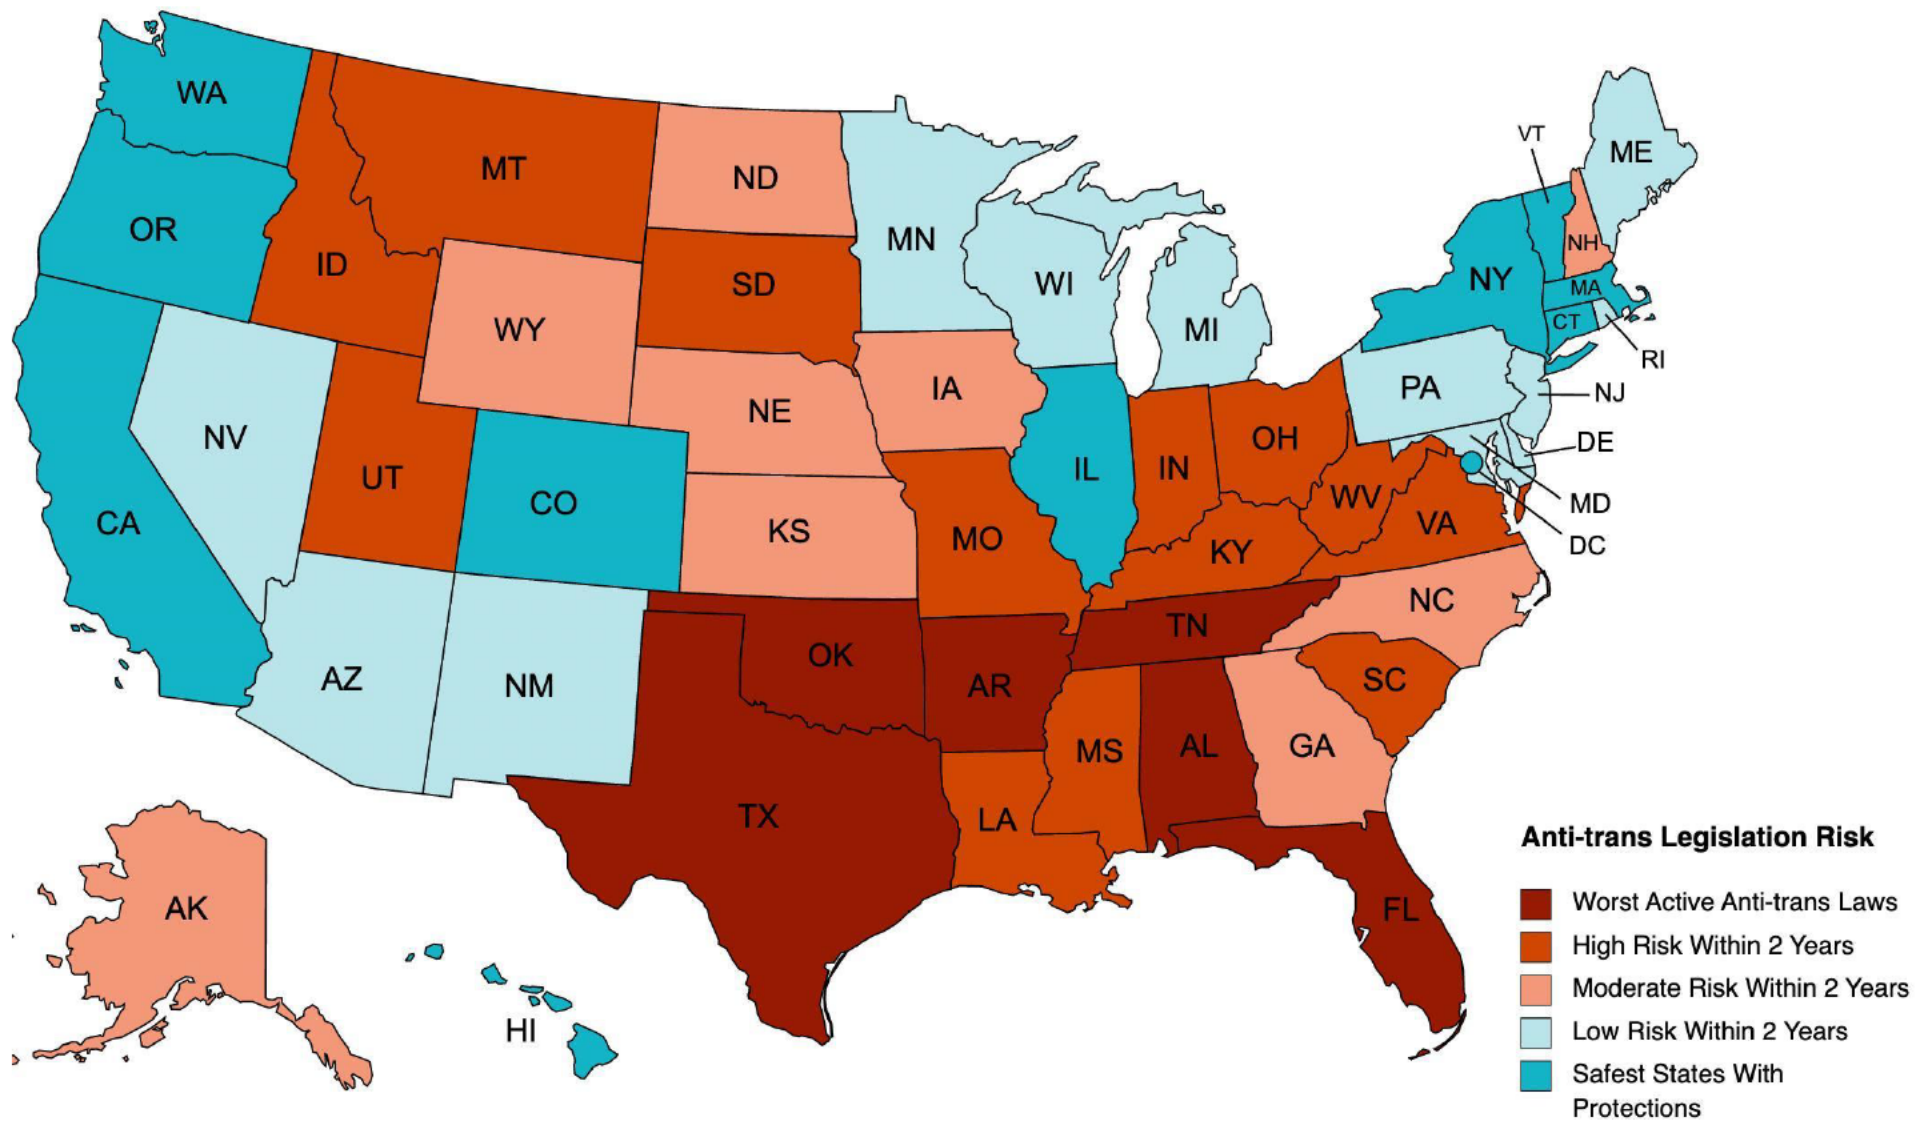 WA
MT
ND
VT
ME
OR
ID
MN
NH
SD
WI
NY
MA
WY
MI
CT
RI
IA
PA
NE
NJ
NV
OH
DE
UT
IL
IN
CO
WV
MD
CA
KS
MO
KY
VA
DC
NC
TN
OK
AZ
NM
AR
SC
MS
AL
GA
TX
LA
AK
FL
HI
Anti-trans Legislation Risk
Worst Active Anti-trans Laws
High Risk Within 2 Years
Moderate Risk Within 2 Years
Low Risk Within 2 Years
Safest States With
Protections